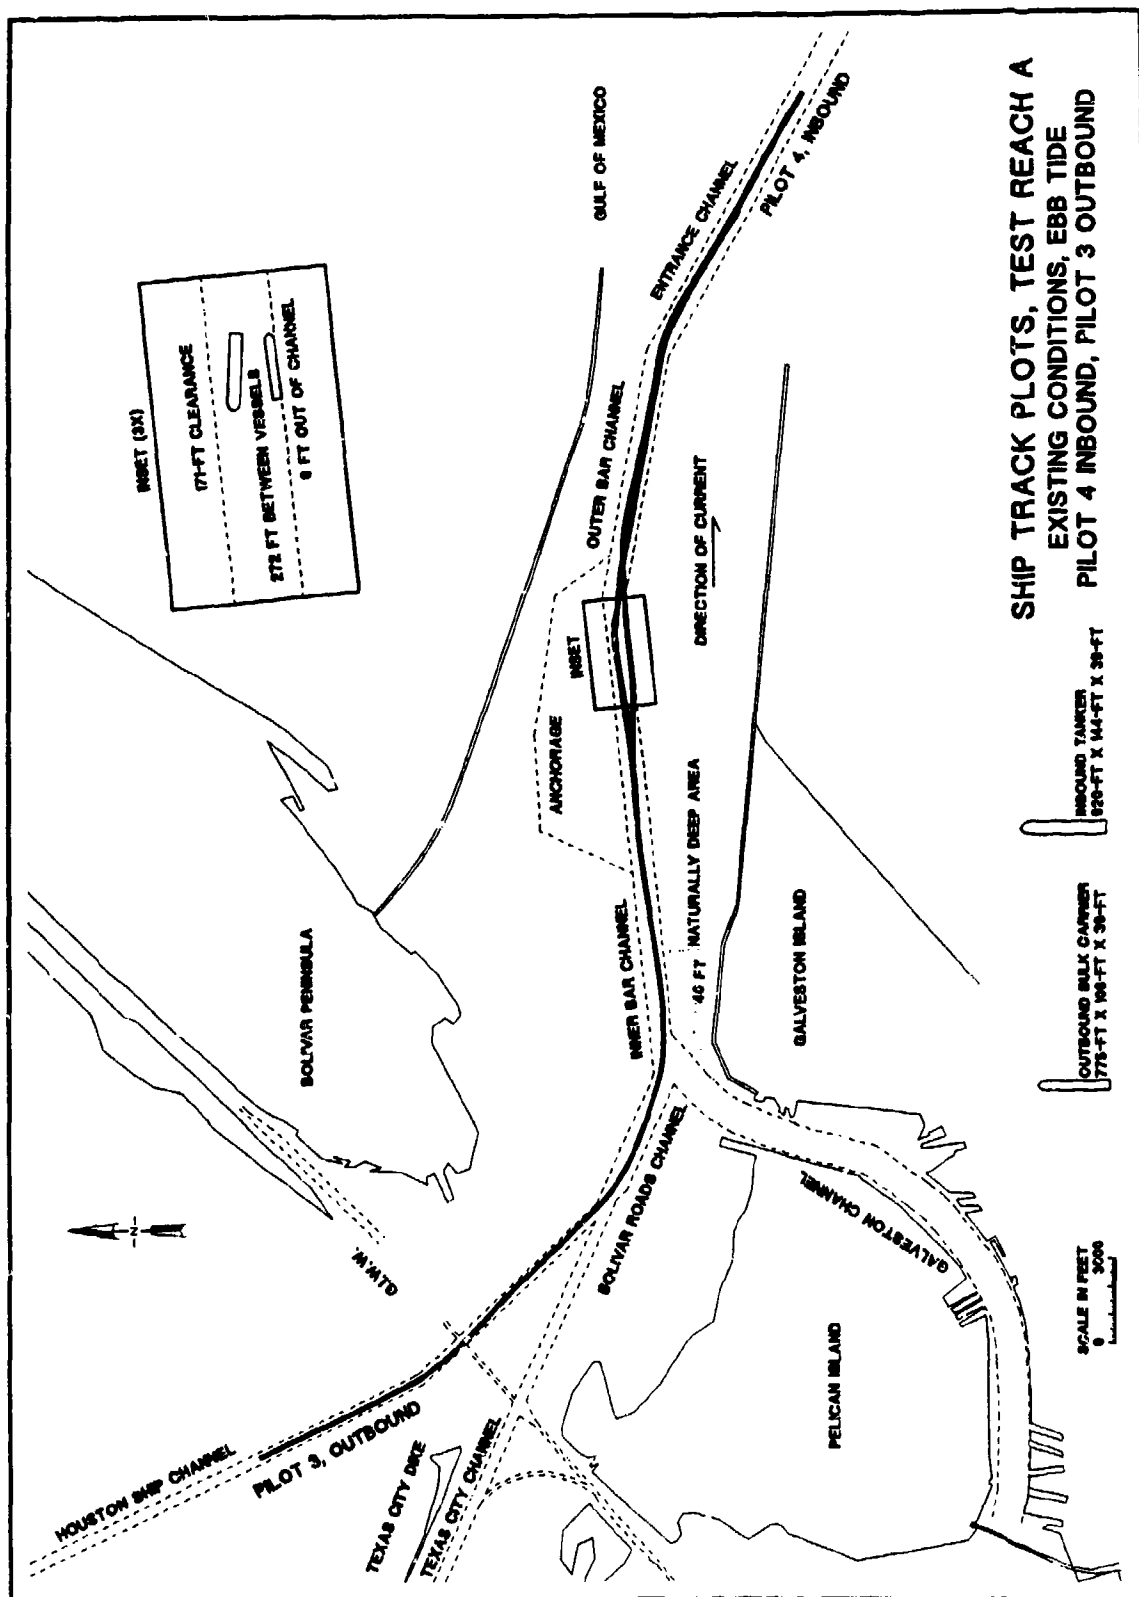 INSET (3X)
171-FT CLEARANCE
272 FT BETWEEN VESSELS
9 FT OUT OF CHANNEL
GULF OF MEXICO
ENTRANCE CHANNEL
PILOT 4, INBOUND
OUTER BAR CHANNEL
DIRECTION OF CURRENT
INSET
ANCHORAGE
46 FT NATURALLY DEEP AREA
INNER BAR CHANNEL
BOLIVAR PENINSULA
GALVESTON ISLAND
BOLIVAR ROADS CHANNEL
GALVESTON CHANNEL
G.I.W.W.
N
PELICAN ISLAND
HOUSTON SHIP CHANNEL
PILOT 3, OUTBOUND
TEXAS CITY DIKE
TEXAS CITY CHANNEL
SCALE IN FEET
0 3000
OUTBOUND BULK CARRIER
775-FT X 106-FT X 39-FT
INBOUND TANKER
920-FT X 144-FT X 39-FT
SHIP TRACK PLOTS, TEST REACH A
EXISTING CONDITIONS, EBB TIDE
PILOT 4 INBOUND, PILOT 3 OUTBOUND